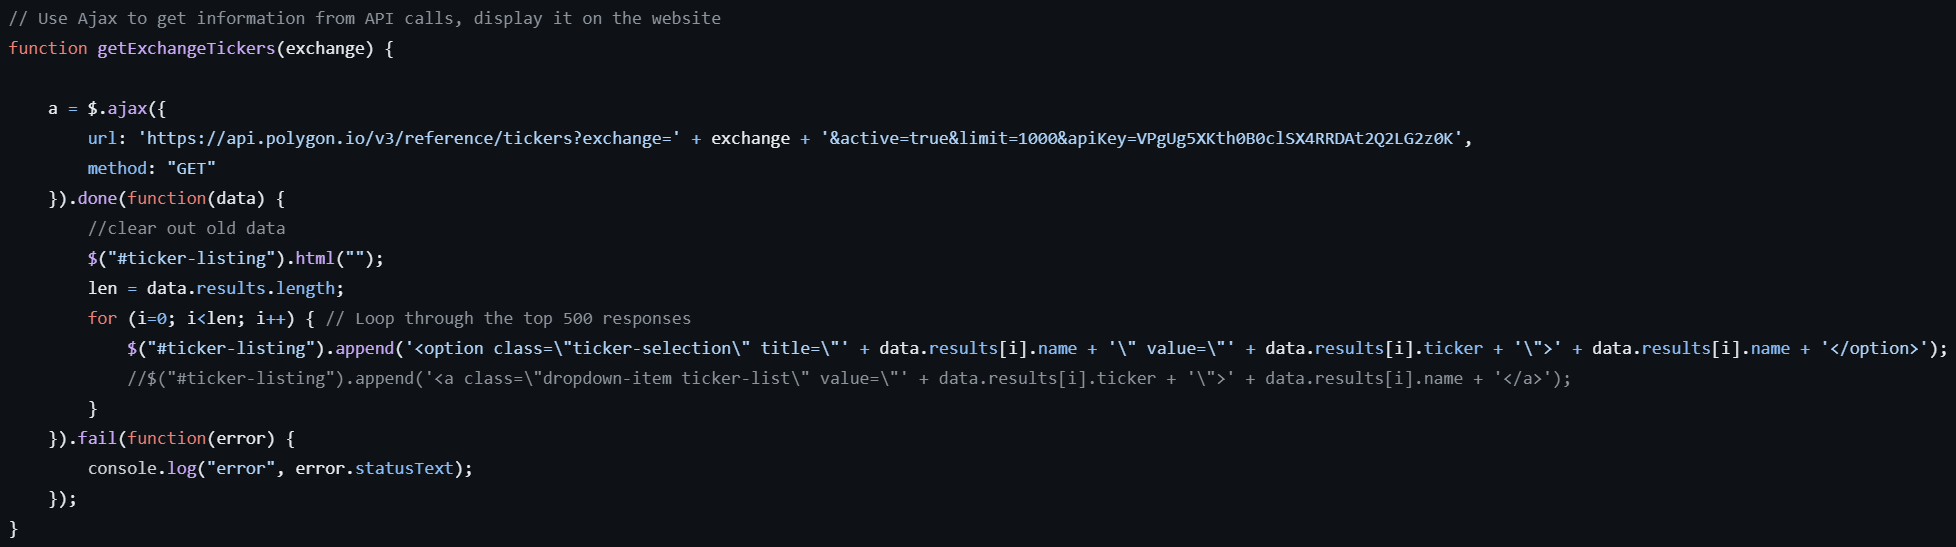 // Use Ajax to get information from API calls, display it on the website
function getExchangeTickers(exchange) {
a = $.ajax({
url: 'https://api.polygon.io/v3/reference/tickers?exchange=' + exchange + '&active=true&limit=1000&apiKey=VPgUg5XKth0B0clSX4RRDAt2Q2LG2z0K',
method: "GET"
}).done(function(data) {
//clear out old data
$("#ticker-listing").html("");
len = data.results.length;
for (i=0; i<len; i++) { // Loop through the top 500 responses
$("#ticker-listing").append('<option class=\"ticker-selection\" title=\"' + data.results[i].name + '\" value=\"' + data.results[i].ticker + '\">' + data.results[i].name + '</option>');
//$("#ticker-listing").append('<a class=\"dropdown-item ticker-list\" value=\"' + data.results[i].ticker + '\">' + data.results[i].name + '</a>');
}
}).fail(function(error) {
console.log("error", error.statusText);
});
}